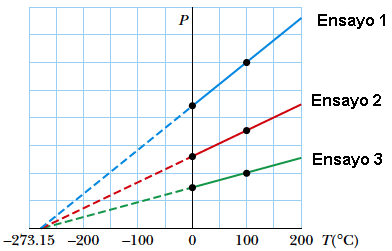 P
Ensayo 1
Ensayo 2
Ensayo 3
–273.15 –200 –100 0 100 200 T(°C)